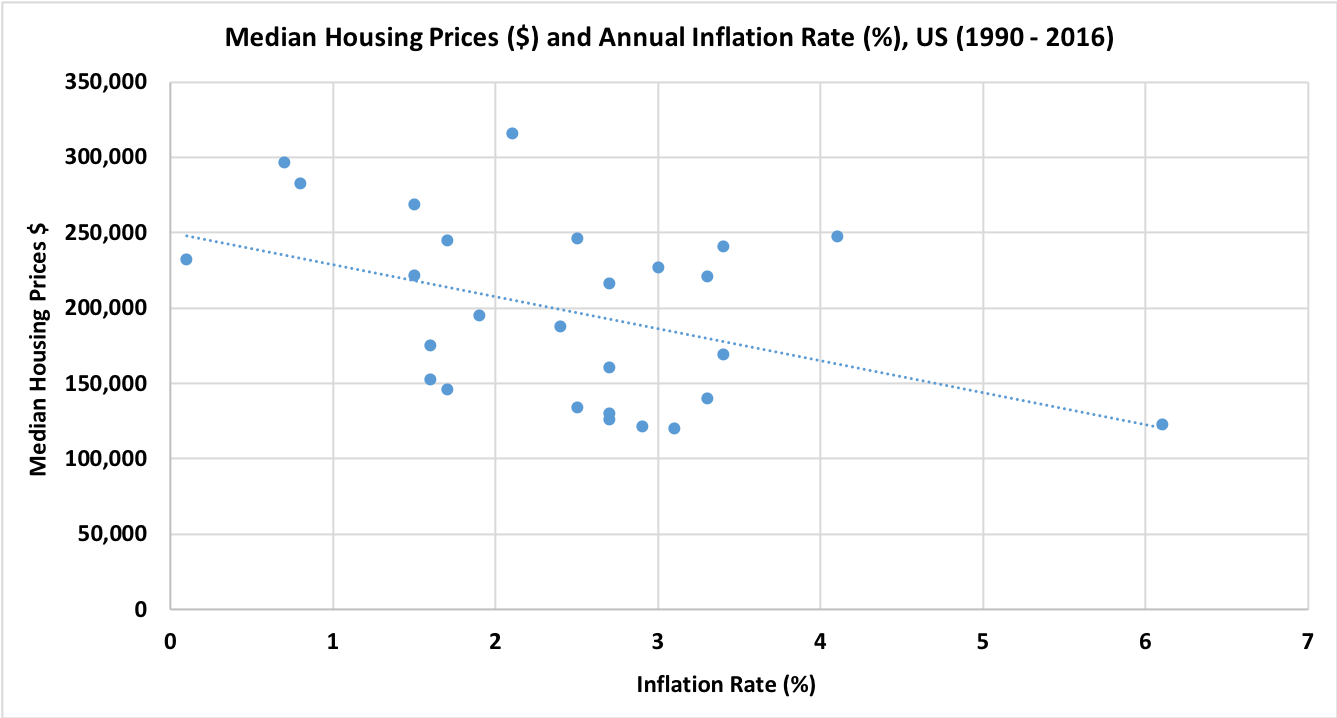 Median Housing Prices ($) and Annual Inflation Rate (%), US (1990 - 2016)
350,000
300,000
250,000
200,000
150,000
100,000
50,000
0
Median Housing Prices $
0 1 2 3 4 5 6 7
Inflation Rate (%)